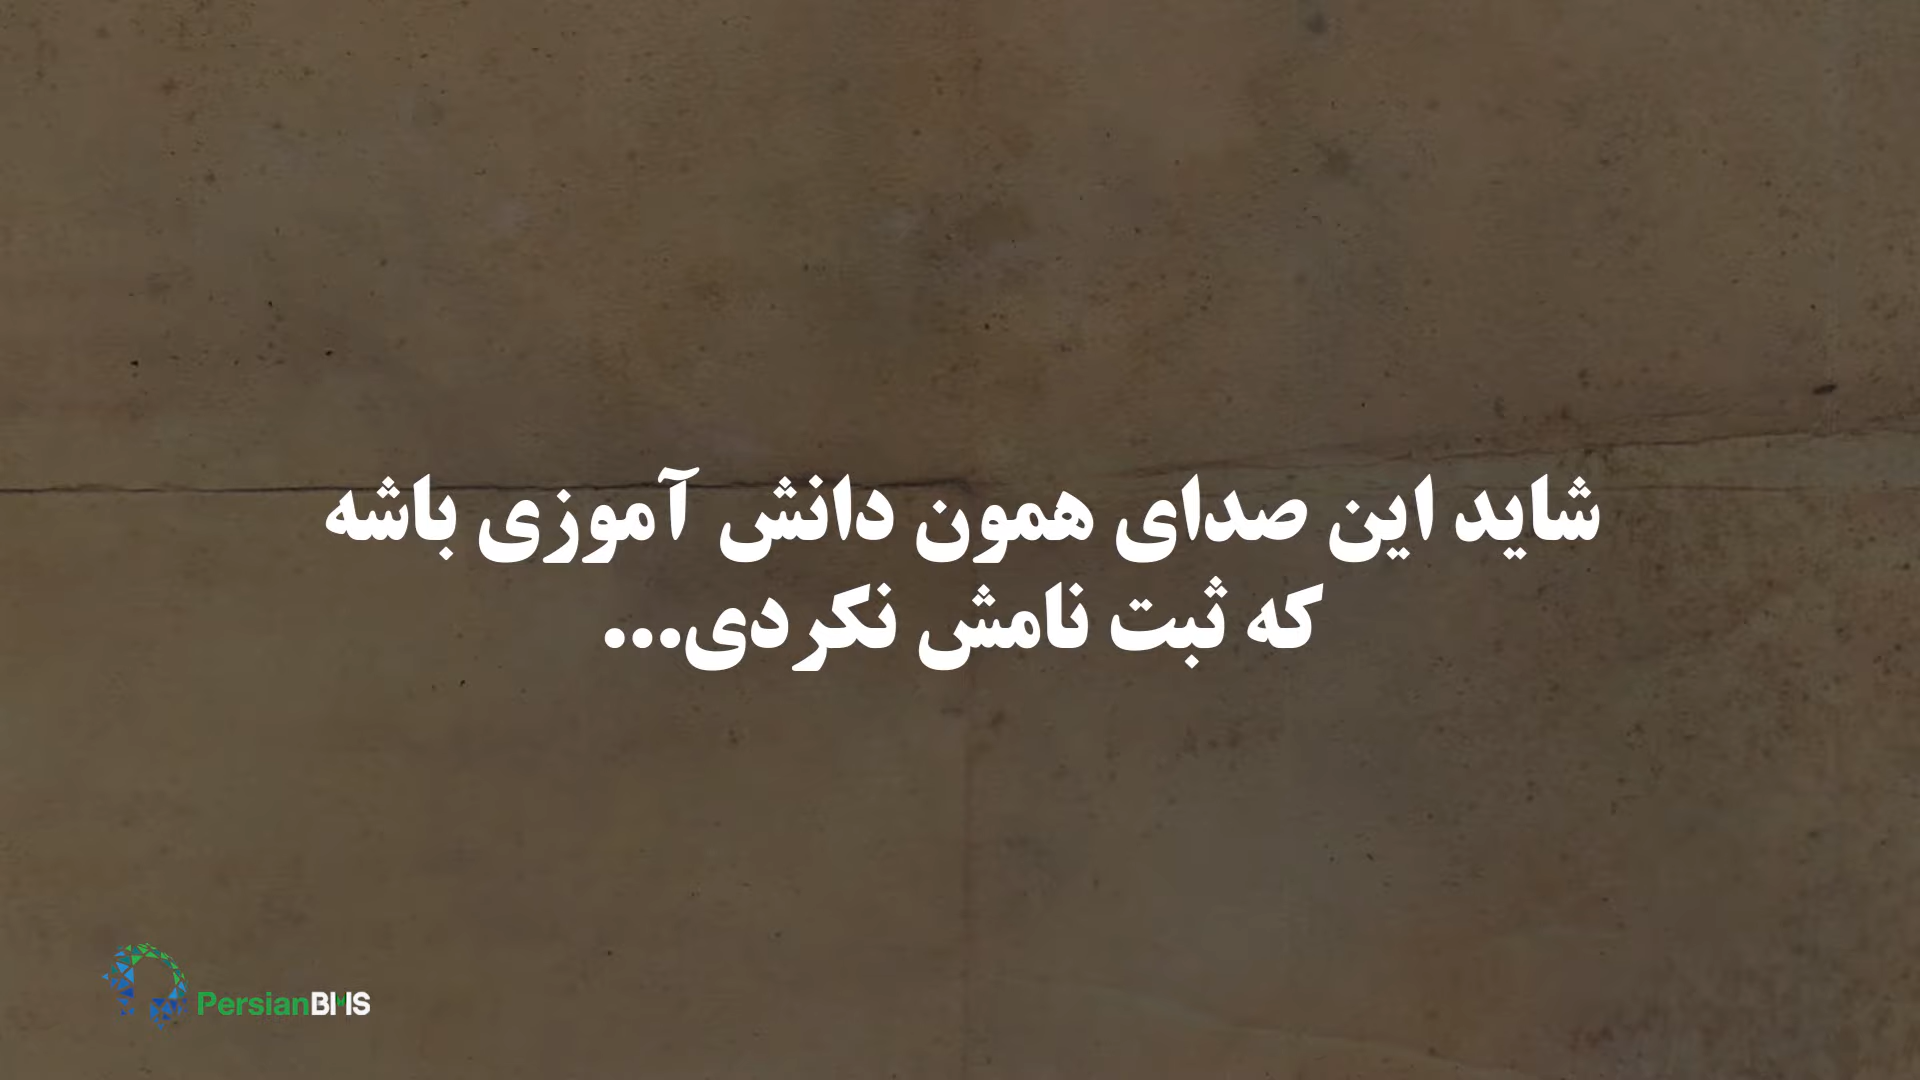 شاید این صدای همون دانش آموزی باشه
که ثبت نامش نکردی...
PersianBMS